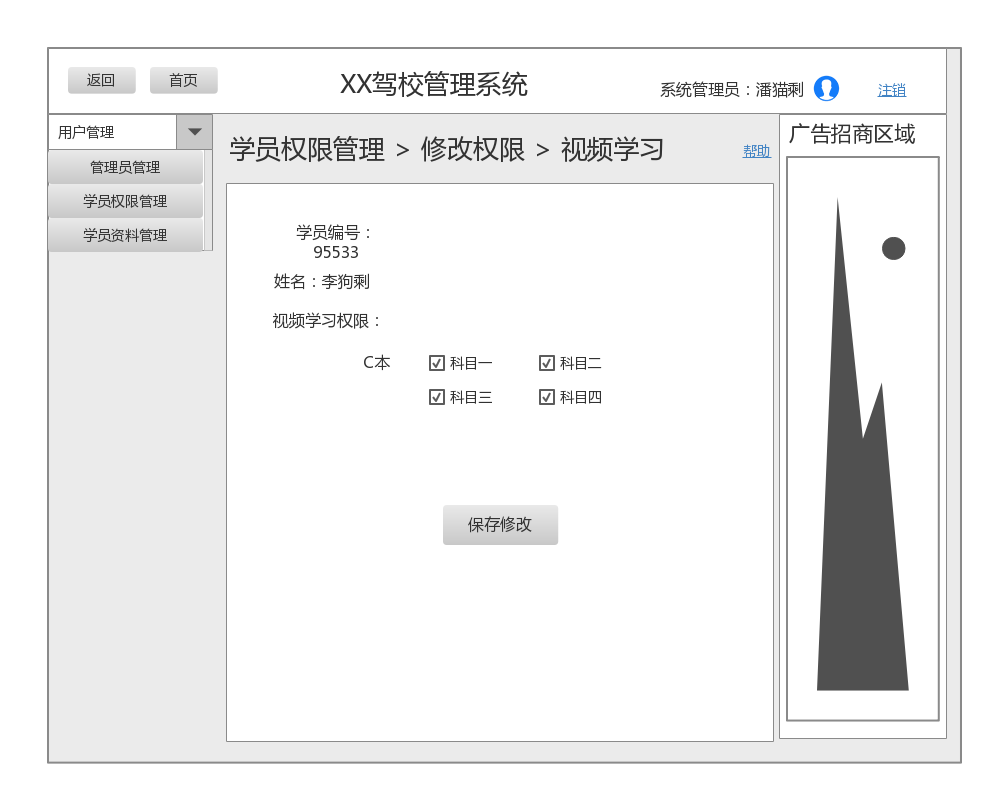 返回
首页
XX驾校管理系统
系统管理员：潘猫剩
注销
用户管理
管理员管理
学员权限管理
学员资料管理
学员权限管理 > 修改权限 > 视频学习
帮助
学员编号：
95533
姓名：李狗剩
视频学习权限：
C本
科目一
科目二
科目三
科目四
保存修改
广告招商区域